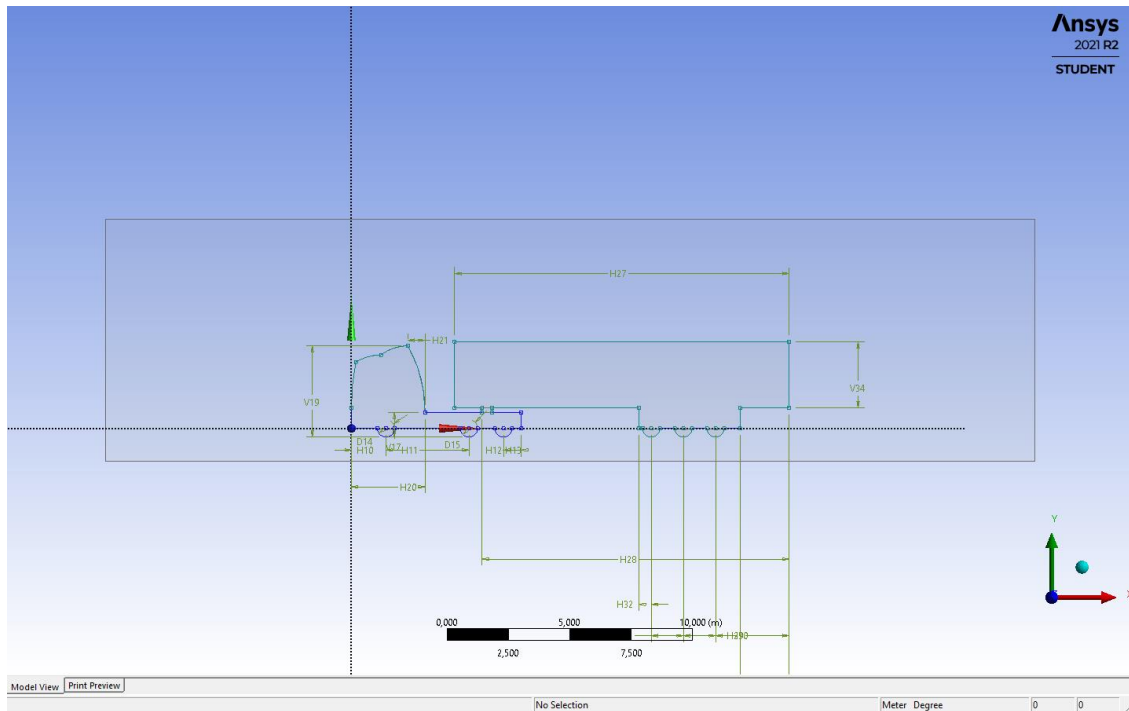 Ansys
2021 R2
STUDENT
H27
H21
V19
V34
D14
V17
D15
H10
H11
H12
H13
H20
H28
H32
0,000
5,000
10,000 (m)
2,500
7,500
Y
X
Model View
Print Preview
No Selection
Meter
Degree
0
0